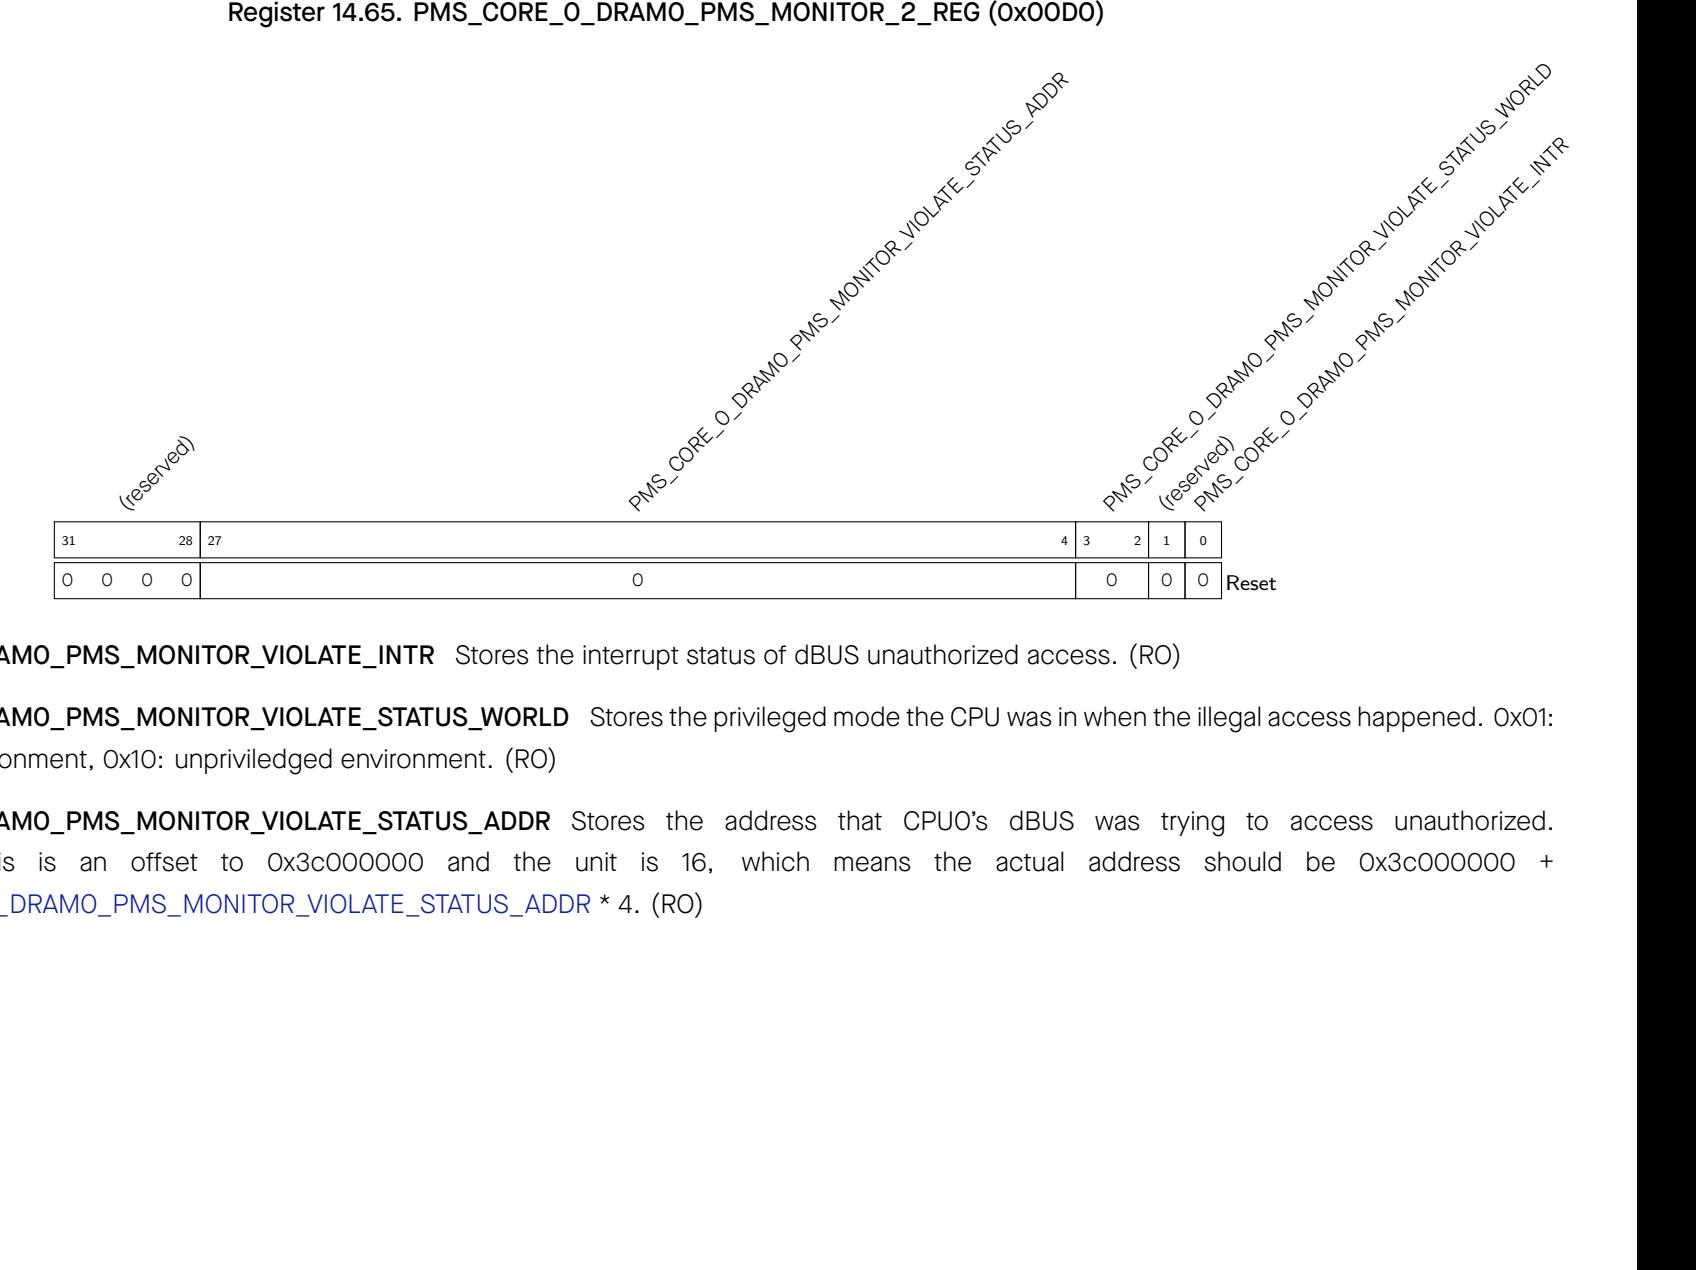 Register 14.65. PMS_CORE_0_DRAM0_PMS_MONITOR_2_REG (0x00D0)
(reserved)
PMS_CORE_0_DRAM0_PMS_MONITOR_VIOLATE_STATUS_ADDR
PMS_CORE_0_DRAM0_PMS_MONITOR_VIOLATE_STATUS_WORLD
(reserved)
PMS_CORE_0_DRAM0_PMS_MONITOR_VIOLATE_INTR
31 28 27 4 3 2 1 0
0 0 0 0 0 0 0 0 Reset
AM0_PMS_MONITOR_VIOLATE_INTR Stores the interrupt status of dBUS unauthorized access. (RO)
AM0_PMS_MONITOR_VIOLATE_STATUS_WORLD Stores the privileged mode the CPU was in when the illegal access happened. 0x01:
onment, 0x10: unpriviledged environment. (RO)
AM0_PMS_MONITOR_VIOLATE_STATUS_ADDR Stores the address that CPU0's dBUS was trying to access unauthorized.
is is an offset to 0x3c000000 and the unit is 16, which means the actual address should be 0x3c000000 +
_DRAM0_PMS_MONITOR_VIOLATE_STATUS_ADDR * 4. (RO)